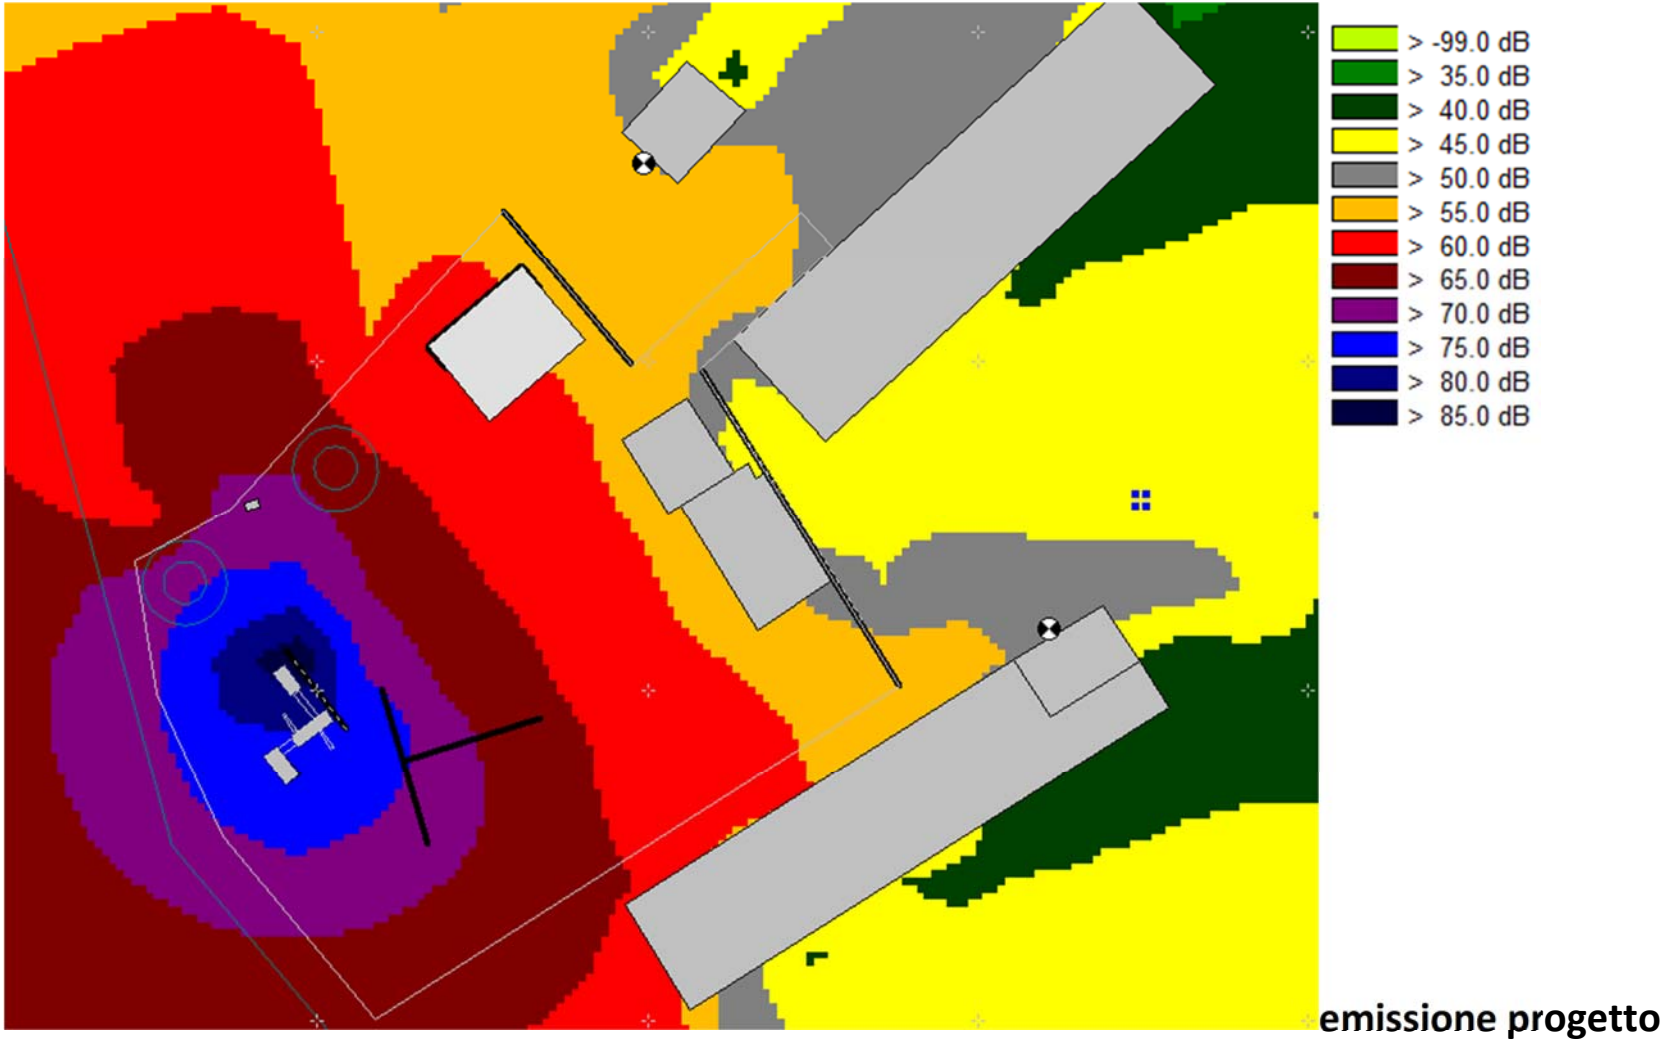 > -99.0 dB
> 35.0 dB
> 40.0 dB
> 45.0 dB
> 50.0 dB
> 55.0 dB
> 60.0 dB
> 65.0 dB
> 70.0 dB
> 75.0 dB
> 80.0 dB
> 85.0 dB
emissione progetto